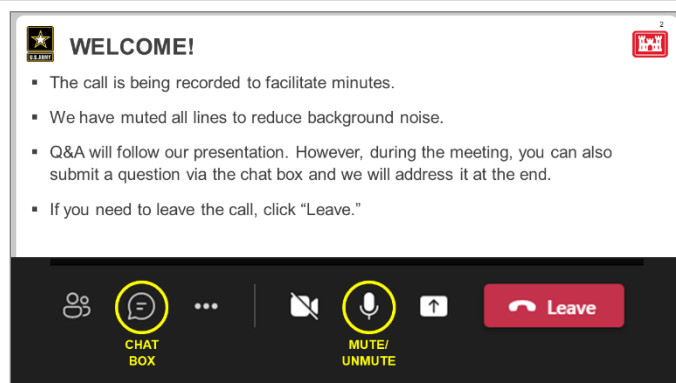 2
WELCOME!
U.S.ARMY
▪ The call is being recorded to facilitate minutes.
▪ We have muted all lines to reduce background noise.
▪ Q&A will follow our presentation. However, during the meeting, you can also
submit a question via the chat box and we will address it at the end.
▪ If you need to leave the call, click “Leave.”
Leave
CHAT
BOX
MUTE/
UNMUTE